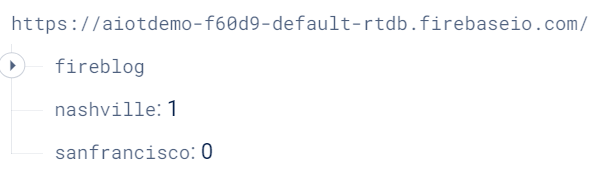 https://aiotdemo-f60d9-default-rtdb.firebaseio.com/
fireblog
nashville: 1
sanfrancisco: 0